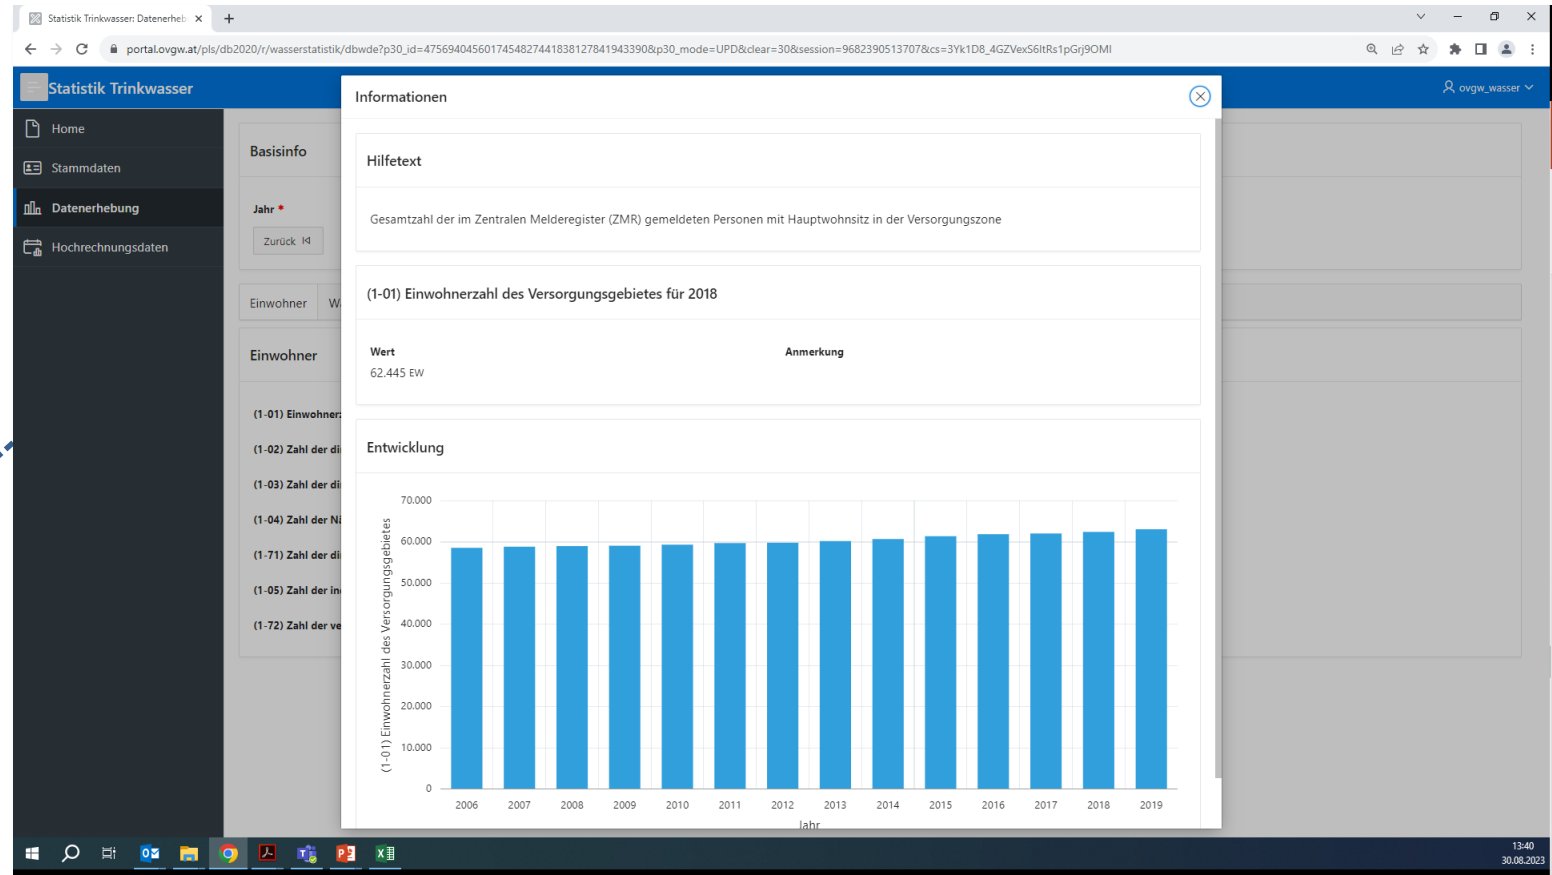 Statistik Trinkwasser: Datenerheb
portal.ovgw.at/pls/db2020/r/wasserstatistik/dbwde?p30_id=4756940456017454827441838127841943390&p30_mode=UPD&clear=30&session=9682390513707&cs=3Yk1D8_4GZVexS6ItRs1pGrj9OMI
Statistik Trinkwasser
ovgw_wasser
Home
Stammdaten
Datenerhebung
Hochrechnungsdaten
Basisinfo
Jahr *
Zurück
Einwohner
Einwohner
(1-01) Einwohner
(1-02) Zahl der di
(1-03) Zahl der di
(1-04) Zahl der Nä
(1-71) Zahl der di
(1-05) Zahl der in
(1-72) Zahl der ve
Informationen
Hilfetext
Gesamtzahl der im Zentralen Melderegister (ZMR) gemeldeten Personen mit Hauptwohnsitz in der Versorgungszone
(1-01) Einwohnerzahl des Versorgungsgebietes für 2018
Wert Anmerkung
62.445 EW
Entwicklung
(1-01) Einwohnerzahl des Versorgungsgebietes
70.000
60.000
50.000
40.000
30.000
20.000
10.000
0
2006 2007 2008 2009 2010 2011 2012 2013 2014 2015 2016 2017 2018 2019
Jahr
13:40
30.08.2023